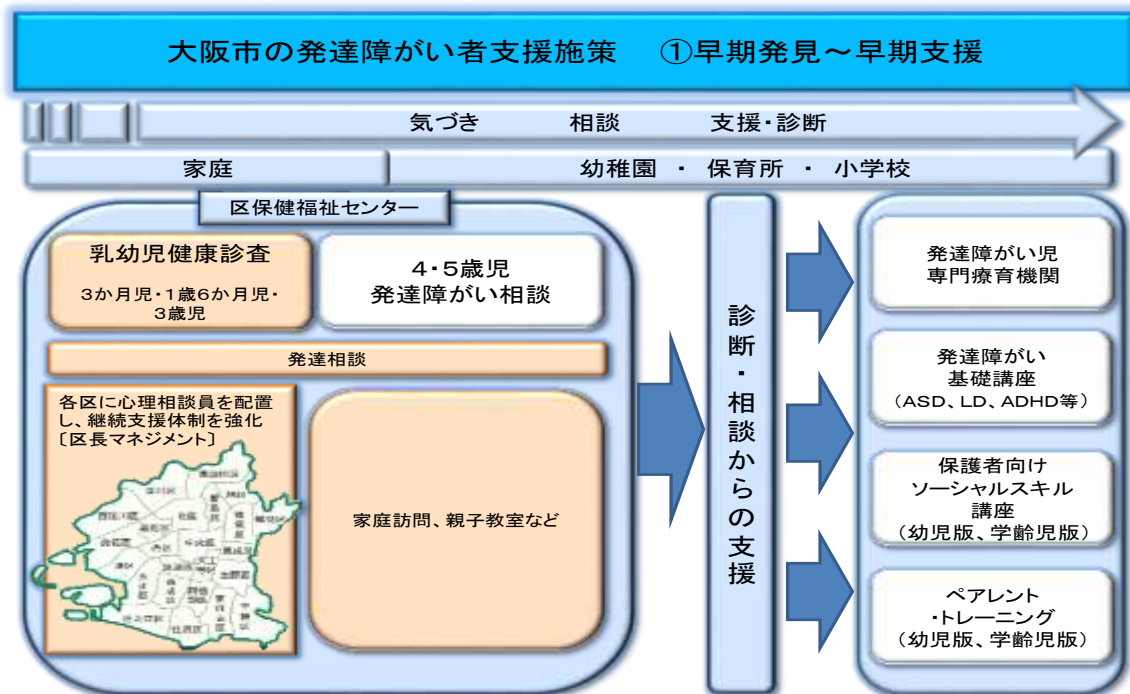 大阪市の発達障がい者支援施策　①早期発見～早期支援
気づき　相談　支援・診断
家庭
幼稚園　・　保育所　・　小学校
区保健福祉センター
乳幼児健康診査
3か月児・1歳6か月児・
3歳児
4・5歳児
発達障がい相談
発達相談
各区に心理相談員を配置
し、継続支援体制を強化
〔区長マネジメント〕
家庭訪問、親子教室など
診断・相談からの支援
発達障がい児
専門療育機関
発達障がい
基礎講座
（ASD、LD、ADHD等）
保護者向け
ソーシャルスキル
講座
（幼児版、学齢児版）
ペアレント
・トレーニング
（幼児版、学齢児版）